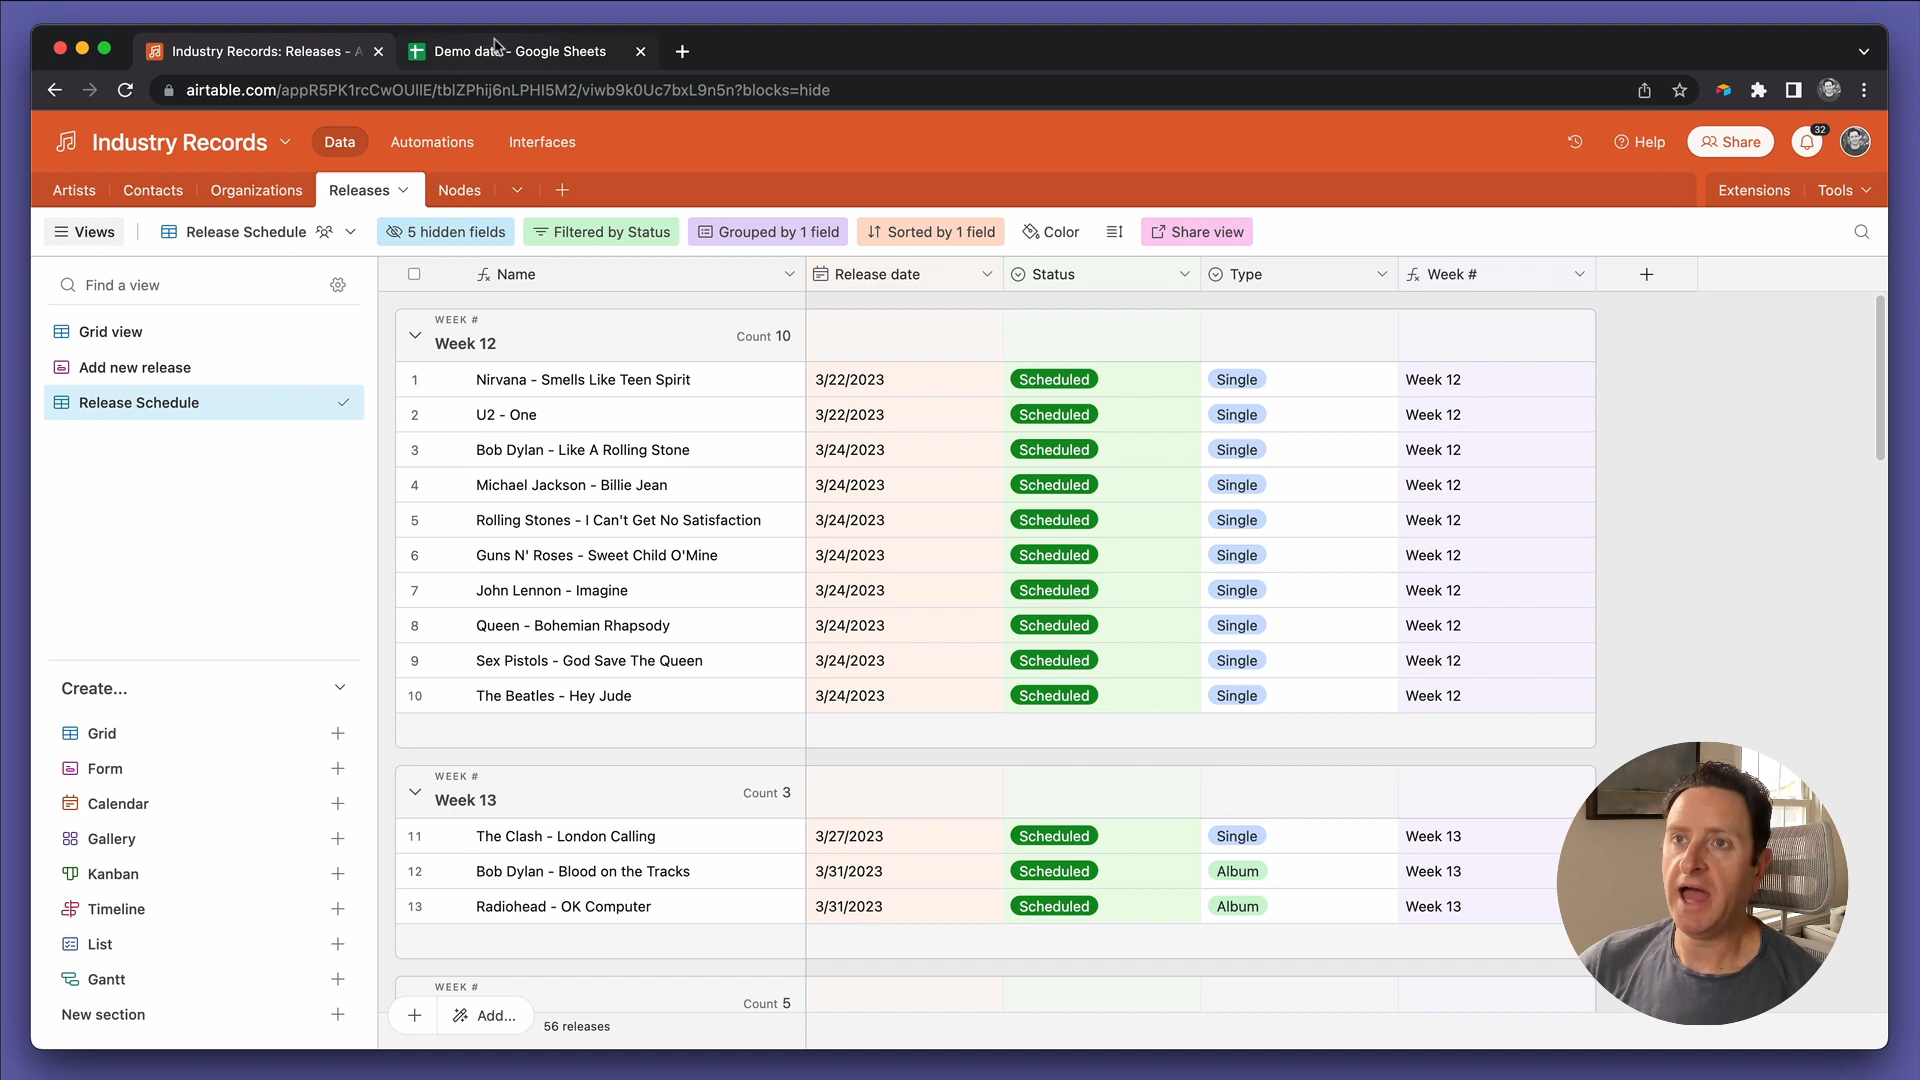 Industry Records: Releases - A
Demo data - Google Sheets
airtable.com/appR5PK1rcCwOUIlE/tblZPhij6nLPHI5M2/viwb9k0Uc7bxL9n5n?blocks=hide
Industry Records
Data
Automations
Interfaces
Help
Share
32
Artists
Contacts
Organizations
Releases
Nodes
Extensions
Tools
Views
Release Schedule
5 hidden fields
Filtered by Status
Grouped by 1 field
Sorted by 1 field
Color
Share view
Find a view
Grid view
Add new release
Release Schedule
Create...
Grid
Form
Calendar
Gallery
Kanban
Timeline
List
Gantt
New section
Name Release date Status Type Week #
WEEK #
Week 12 Count 10
1 Nirvana - Smells Like Teen Spirit 3/22/2023 Scheduled Single Week 12
2 U2 - One 3/22/2023 Scheduled Single Week 12
3 Bob Dylan - Like A Rolling Stone 3/24/2023 Scheduled Single Week 12
4 Michael Jackson - Billie Jean 3/24/2023 Scheduled Single Week 12
5 Rolling Stones - I Can't Get No Satisfaction 3/24/2023 Scheduled Single Week 12
6 Guns N' Roses - Sweet Child O'Mine 3/24/2023 Scheduled Single Week 12
7 John Lennon - Imagine 3/24/2023 Scheduled Single Week 12
8 Queen - Bohemian Rhapsody 3/24/2023 Scheduled Single Week 12
9 Sex Pistols - God Save The Queen 3/24/2023 Scheduled Single Week 12
10 The Beatles - Hey Jude 3/24/2023 Scheduled Single Week 12
WEEK #
Week 13 Count 3
11 The Clash - London Calling 3/27/2023 Scheduled Single Week 13
12 Bob Dylan - Blood on the Tracks 3/31/2023 Scheduled Album Week 13
13 Radiohead - OK Computer 3/31/2023 Scheduled Album Week 13
WEEK #
Count 5
Add...
56 releases